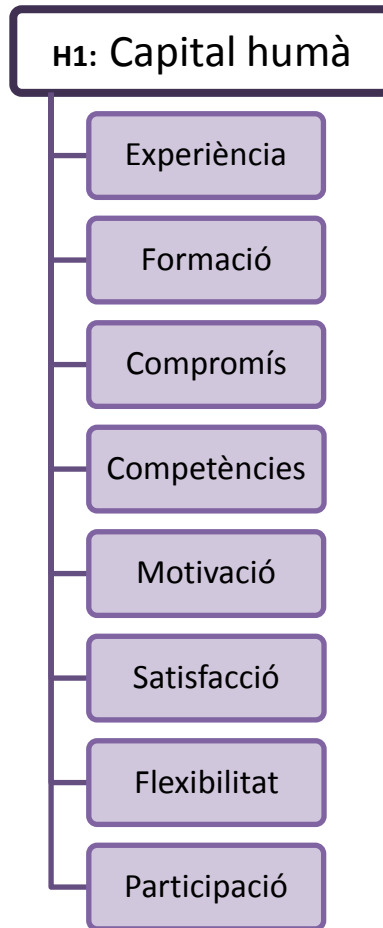 H1: Capital humà
Experiència
Formació
Compromís
Competències
Motivació
Satisfacció
Flexibilitat
Participació